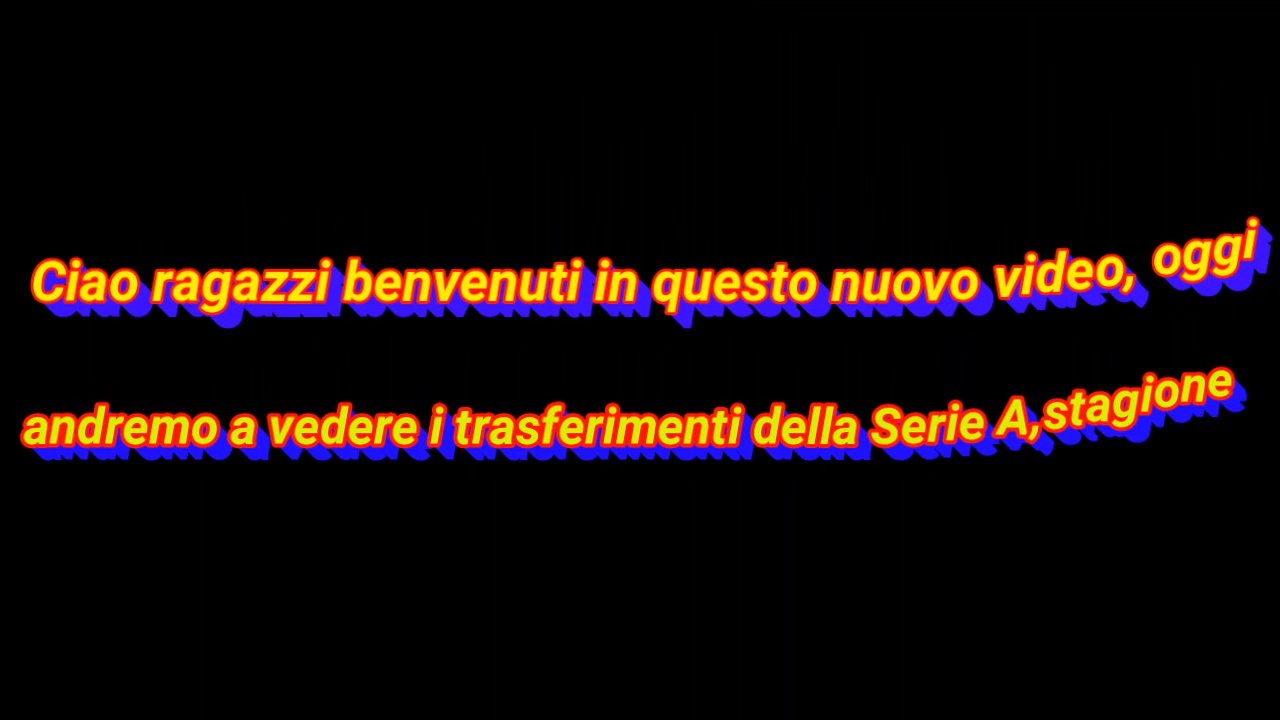 Ciao ragazzi benvenuti in questo nuovo video, oggi
andremo a vedere i trasferimenti della Serie A,stagione